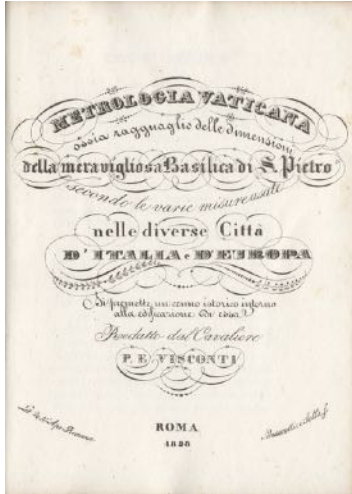 METROLOGIA VATICANA
ossia ragguaglio delle dimensioni
della meravigliosa Basilica di S. Pietro
secondo le varie misure usate
nelle diverse Città
D'ITALIA e D'EUROPA
Si premette un cenno istorico intorno
alla edificazione di essa
Redatto dal Cavaliere
P. E. VISCONTI
ROMA
1828